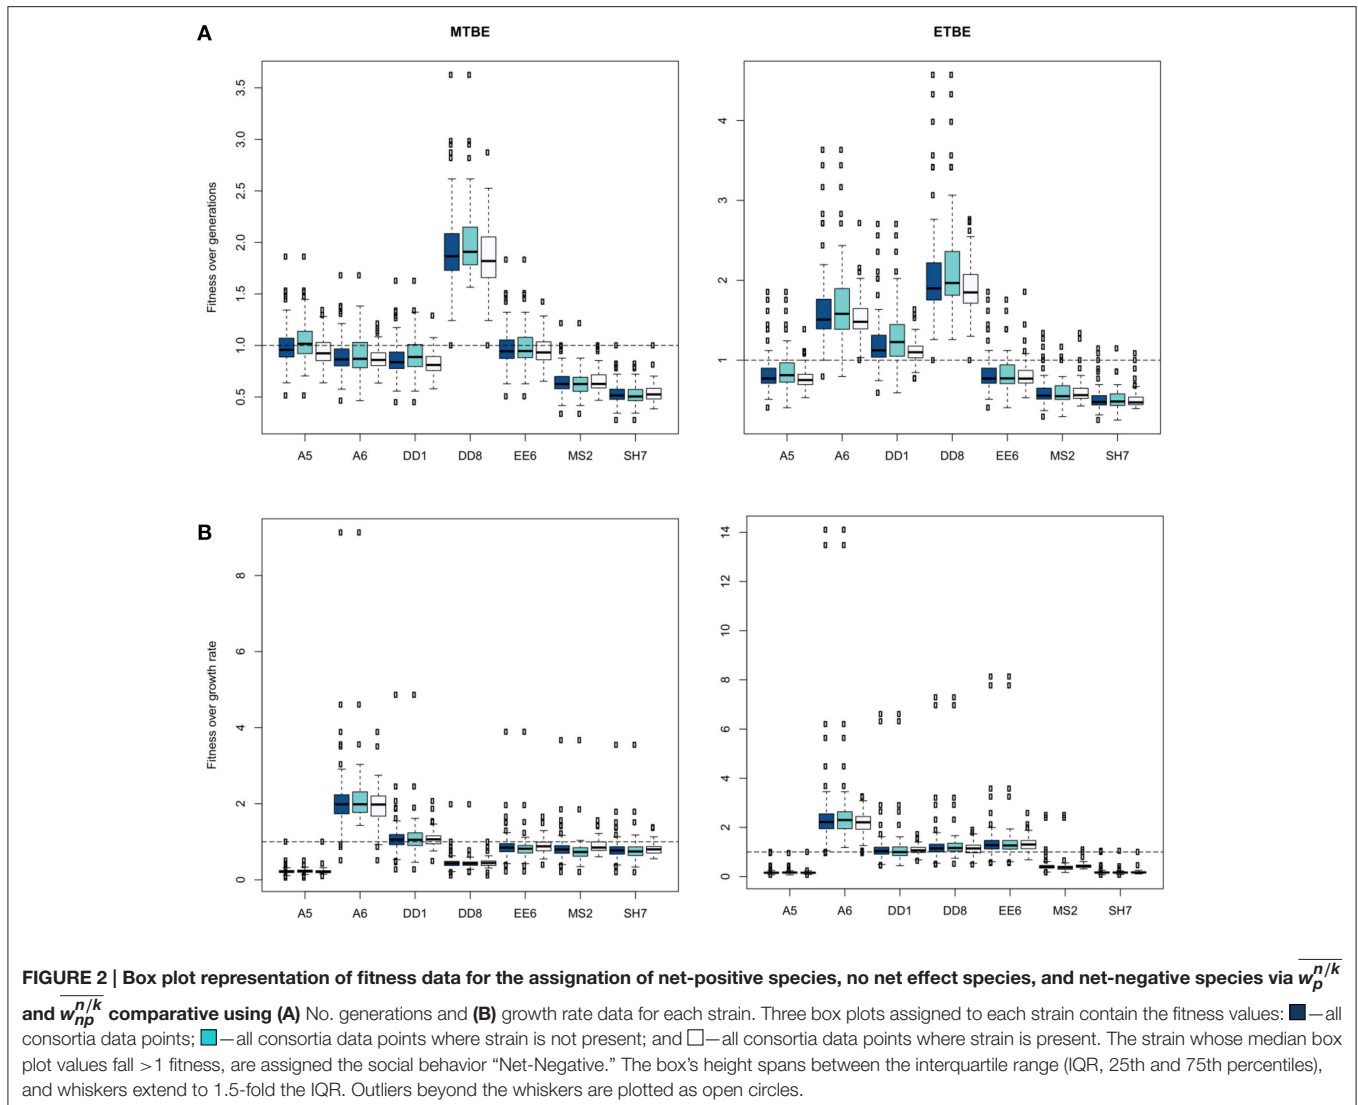 A
MTBE
ETBE
Fitness over generations
3.5
3.0
2.5
2.0
1.5
1.0
0.5
A5 A6 DD1 DD8 EE6 MS2 SH7
4
3
2
1
A5 A6 DD1 DD8 EE6 MS2 SH7
B
Fitness over growth rate
8
6
4
2
0
A5 A6 DD1 DD8 EE6 MS2 SH7
14
12
10
8
6
4
2
0
A5 A6 DD1 DD8 EE6 MS2 SH7
FIGURE 2 | Box plot representation of fitness data for the assignation of net-positive species, no net effect species, and net-negative species via $\overline{w_p^{n/k}}$
and $\overline{w_{np}^{n/k}}$ comparative using (A) No. generations and (B) growth rate data for each strain. Three box plots assigned to each strain contain the fitness values: ■—all
consortia data points; ■—all consortia data points where strain is not present; and □—all consortia data points where strain is present. The strain whose median box
plot values fall >1 fitness, are assigned the social behavior “Net-Negative.” The box’s height spans between the interquartile range (IQR, 25th and 75th percentiles),
and whiskers extend to 1.5-fold the IQR. Outliers beyond the whiskers are plotted as open circles.